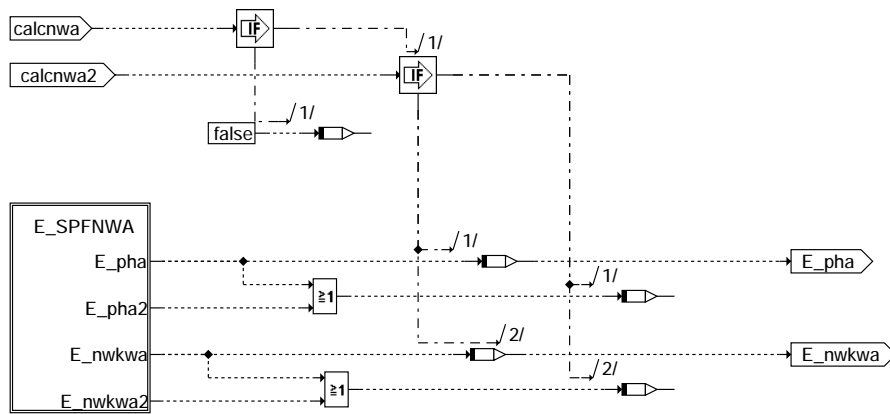 calcnwa
IF
/1/
calcnwa2
IF
/1/
false
E_SPFNWA
/1/
E_pha
E_pha
/1/
≥1
E_pha2
/2/
E_nwkwa
E_nwkwa
/2/
≥1
E_nwkwa2